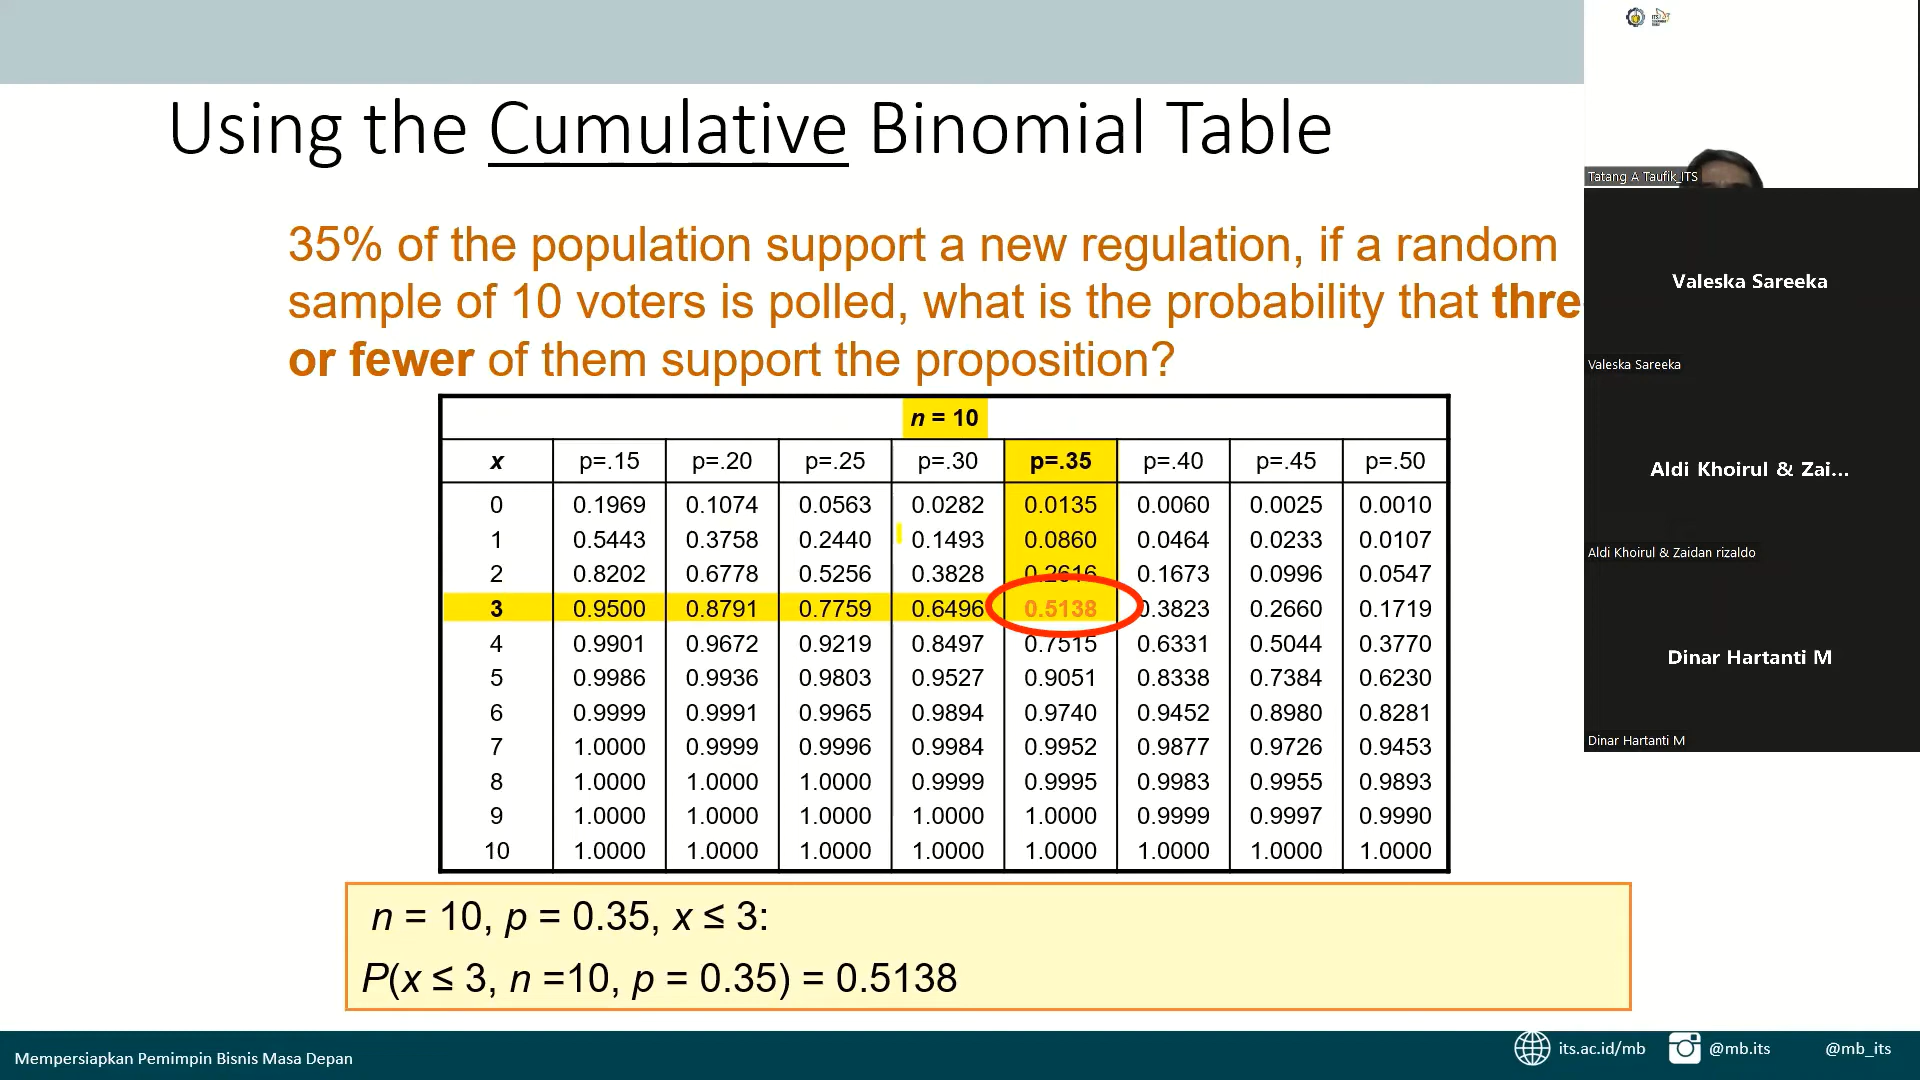 Using the Cumulative Binomial Table
35% of the population support a new regulation, if a random
sample of 10 voters is polled, what is the probability that thre
or fewer of them support the proposition?
n = 10
x p=.15 p=.20 p=.25 p=.30 p=.35 p=.40 p=.45 p=.50
0 0.1969 0.1074 0.0563 0.0282 0.0135 0.0060 0.0025 0.0010
1 0.5443 0.3758 0.2440 0.1493 0.0860 0.0464 0.0233 0.0107
2 0.8202 0.6778 0.5256 0.3828 0.2616 0.1673 0.0996 0.0547
3 0.9500 0.8791 0.7759 0.6496 0.5138 0.3823 0.2660 0.1719
4 0.9901 0.9672 0.9219 0.8497 0.7515 0.6331 0.5044 0.3770
5 0.9986 0.9936 0.9803 0.9527 0.9051 0.8338 0.7384 0.6230
6 0.9999 0.9991 0.9965 0.9894 0.9740 0.9452 0.8980 0.8281
7 1.0000 0.9999 0.9996 0.9984 0.9952 0.9877 0.9726 0.9453
8 1.0000 1.0000 1.0000 0.9999 0.9995 0.9983 0.9955 0.9893
9 1.0000 1.0000 1.0000 1.0000 1.0000 0.9999 0.9997 0.9990
10 1.0000 1.0000 1.0000 1.0000 1.0000 1.0000 1.0000 1.0000
n = 10, p = 0.35, x ≤ 3:
P(x ≤ 3, n =10, p = 0.35) = 0.5138
Mempersiapkan Pemimpin Bisnis Masa Depan
its.ac.id/mb @mb.its @mb_its
Tatang A Taufik_ITS
Valeska Sareeka
Valeska Sareeka
Aldi Khoirul & Zai...
Aldi Khoirul & Zaidan rizaldo
Dinar Hartanti M
Dinar Hartanti M